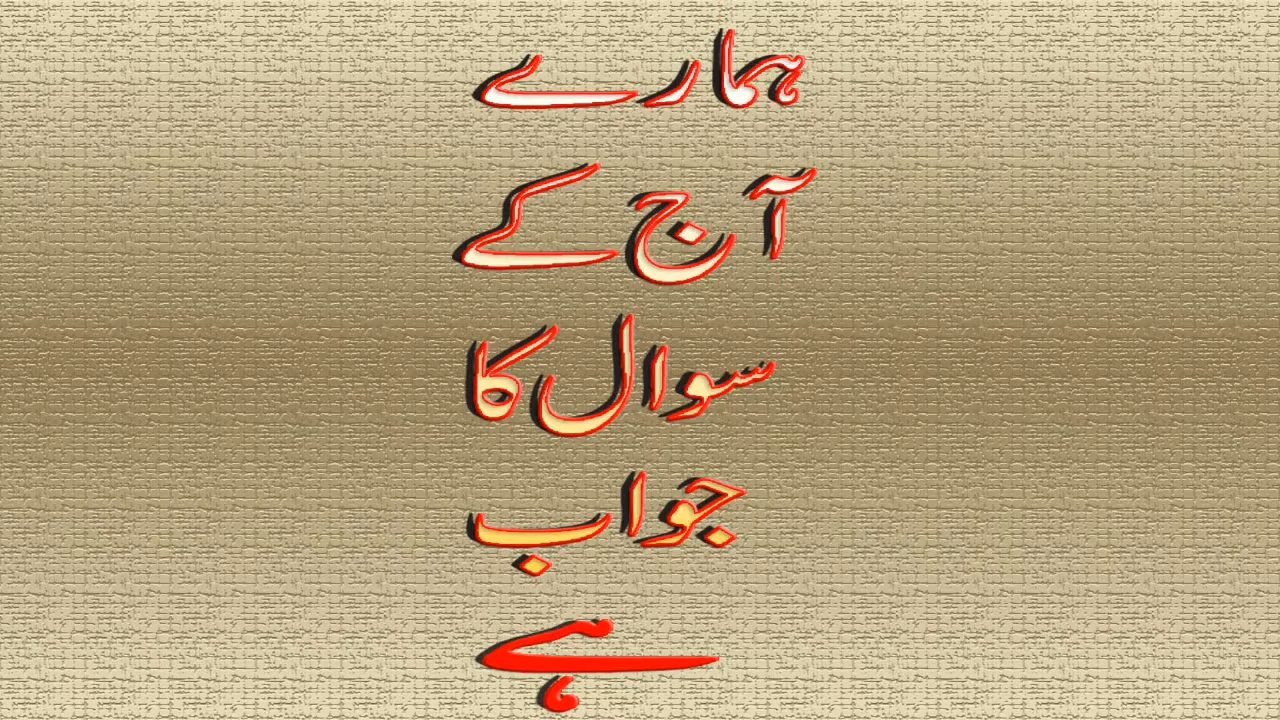 ہمارے
آج کے
سوال کا
جواب
ہے